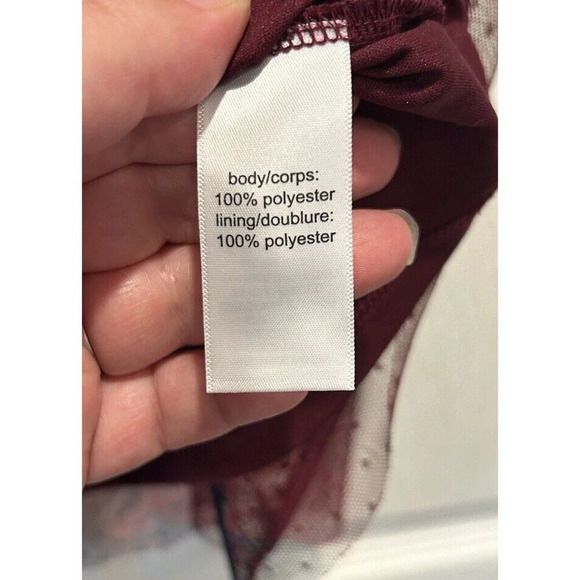 body/corps:
100% polyester
lining/doublure:
100% polyester